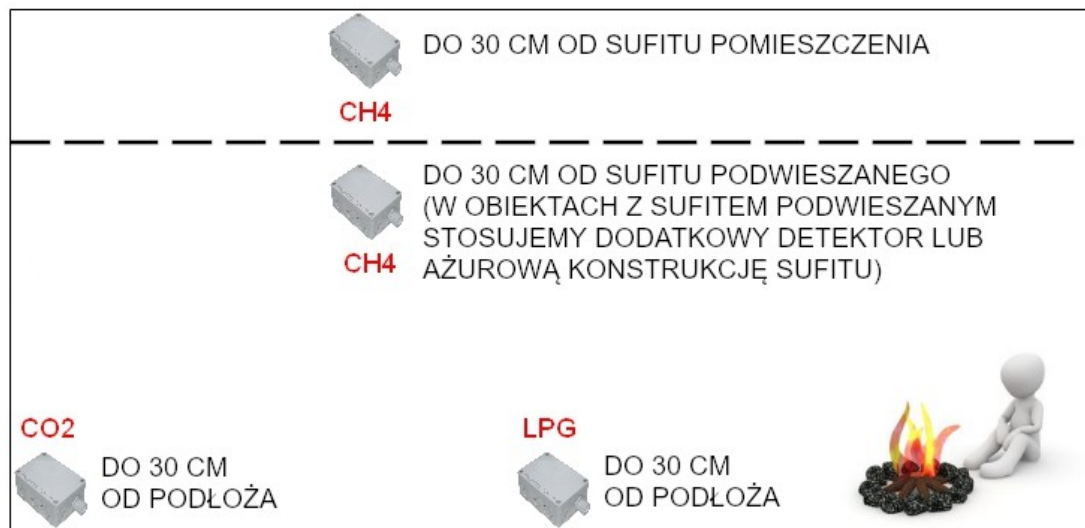 DO 30 CM OD SUFITU POMIESZCZENIA
CH4
DO 30 CM OD SUFITU PODWIESZANEGO
(W OBIEKTACH Z SUFITEM PODWIESZANYM
STOSUJEMY DODATKOWY DETEKTOR LUB
AŻUROWĄ KONSTRUKCJĘ SUFITU)
CH4
CO2
DO 30 CM
OD PODŁOŻA
LPG
DO 30 CM
OD PODŁOŻA